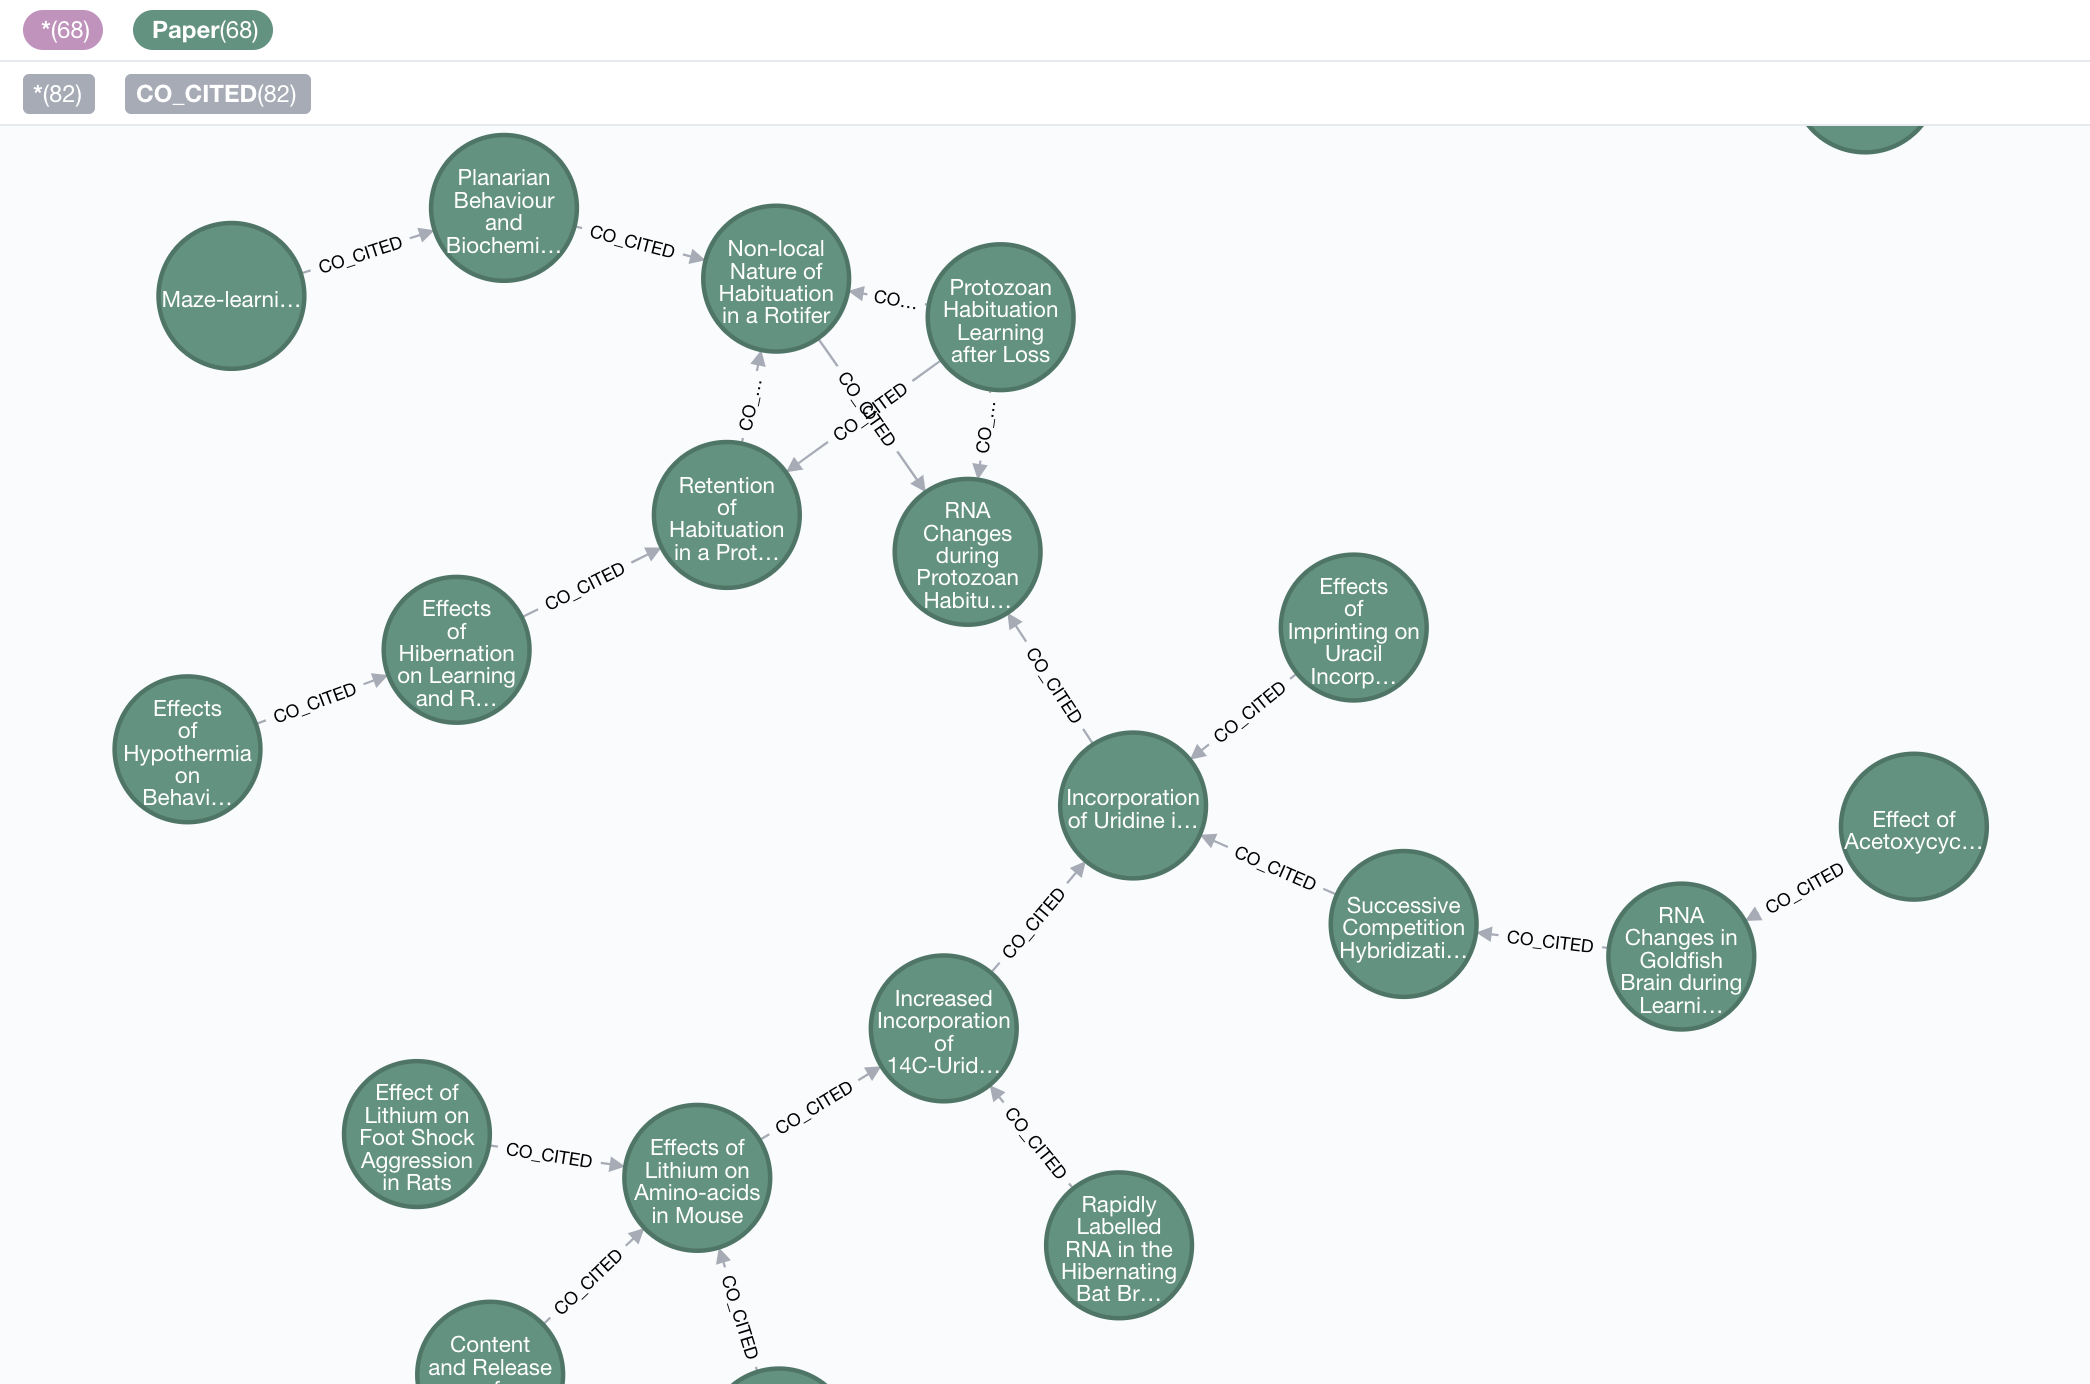 *(68)
Paper(68)
*(82)
CO_CITED(82)
Planarian
Behaviour
and
Biochemi…
CO_CITED
CO_CITED
Maze-learni…
Non-local
Nature of
Habituation
in a Rotifer
CO…
Protozoan
Habituation
Learning
after Loss
CO_…
CO_CITED
CO_CITED
CO_…
Retention
of
Habituation
in a Prot…
RNA
Changes
during
Protozoan
Habitu…
CO_CITED
Effects
of
Hibernation
on Learning
and R…
CO_CITED
Effects
of
Hypothermia
on
Behavi…
CO_CITED
Effects
of
Imprinting on
Uracil
Incorp…
CO_CITED
Incorporation
of Uridine i…
CO_CITED
Successive
Competition
Hybridizati…
CO_CITED
RNA
Changes in
Goldfish
Brain during
Learni…
CO_CITED
Effect of
Acetoxycyc…
CO_CITED
Increased
Incorporation
of
14C-Urid…
CO_CITED
CO_CITED
Effect of
Lithium on
Foot Shock
Aggression
in Rats
CO_CITED
Effects of
Lithium on
Amino-acids
in Mouse
Rapidly
Labelled
RNA in the
Hibernating
Bat Br…
CO_CITED
CO_CITED
Content
and Release